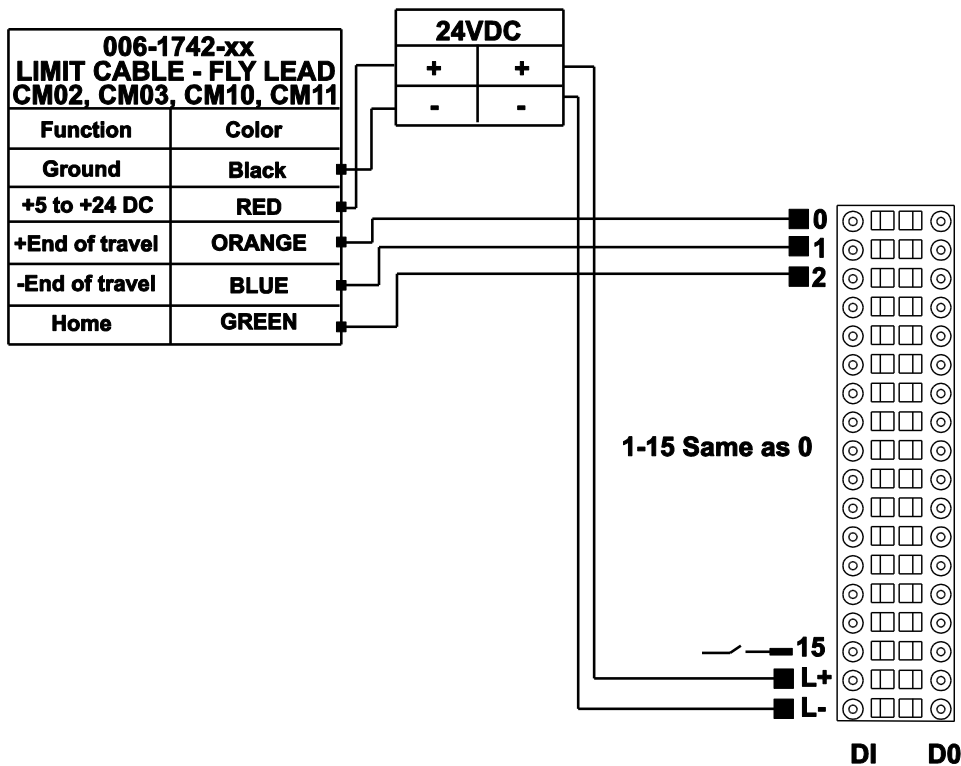 006-1742-xx
LIMIT CABLE - FLY LEAD
CM02, CM03, CM10, CM11
Function Color
Ground Black
+5 to +24 DC RED
+End of travel ORANGE
-End of travel BLUE
Home GREEN
24VDC
+ +
- -
0
1
2
1-15 Same as 0
15
L+
L-
DI D0